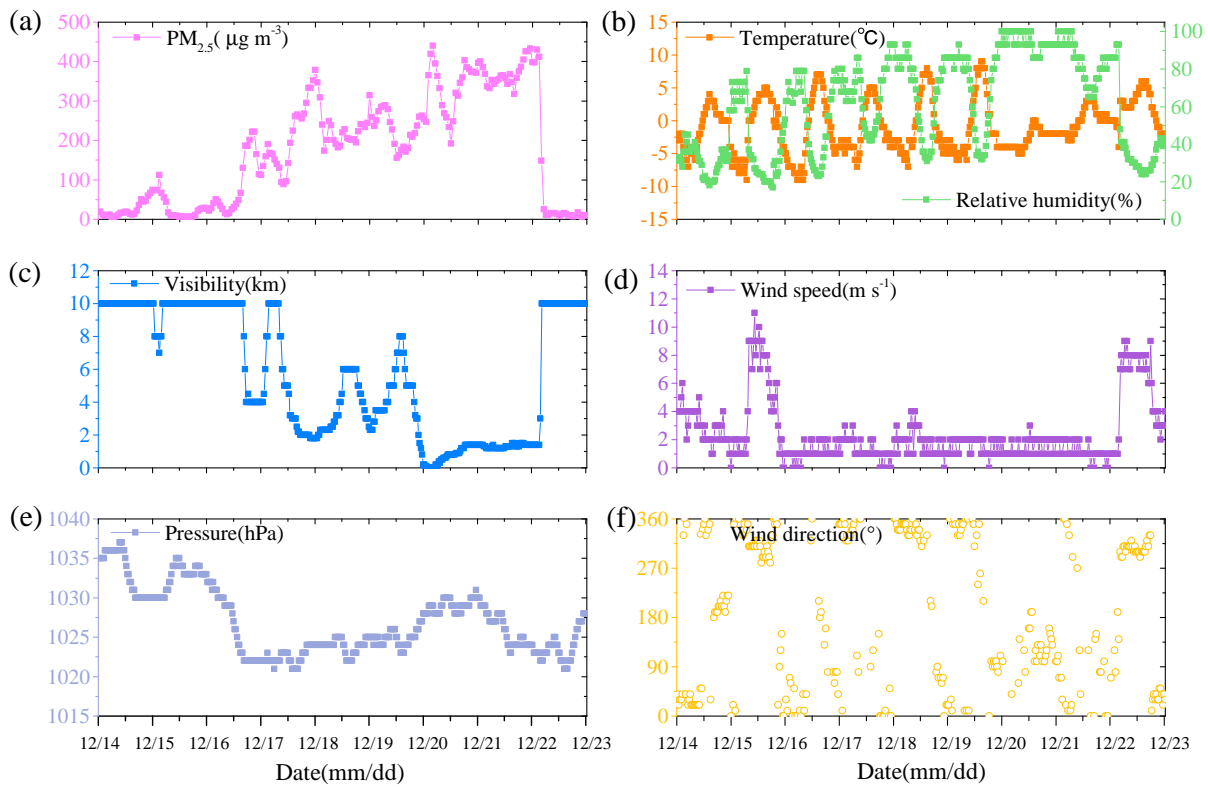 (a)
PM2.5( μg m-3)
500
400
300
200
100
0
(b)
Temperature(℃)
Relative humidity(%)
15
10
5
0
-5
-10
-15
100
80
60
40
20
0
(c)
Visibility(km)
12
10
8
6
4
2
0
(d)
Wind speed(m s-1)
14
12
10
8
6
4
2
0
(e)
Pressure(hPa)
1040
1035
1030
1025
1020
1015
12/14 12/15 12/16 12/17 12/18 12/19 12/20 12/21 12/22 12/23
Date(mm/dd)
(f)
Wind direction(°)
360
270
180
90
0
12/14 12/15 12/16 12/17 12/18 12/19 12/20 12/21 12/22 12/23
Date(mm/dd)